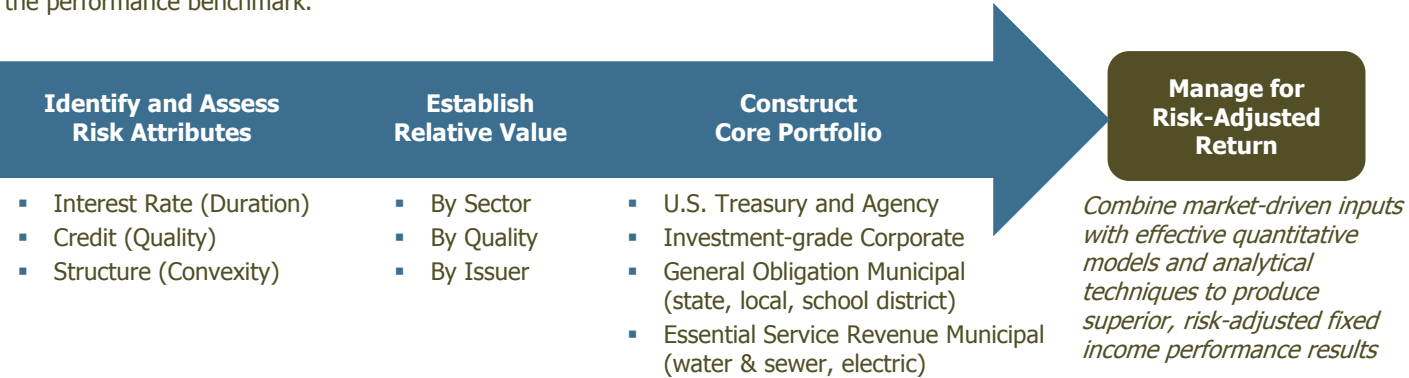 the performance benchmark.
Identify and Assess
Risk Attributes
Establish
Relative Value
Construct
Core Portfolio
Manage for
Risk-Adjusted
Return
▪ Interest Rate (Duration)
▪ Credit (Quality)
▪ Structure (Convexity)
▪ By Sector
▪ By Quality
▪ By Issuer
▪ U.S. Treasury and Agency
▪ Investment-grade Corporate
▪ General Obligation Municipal
(state, local, school district)
▪ Essential Service Revenue Municipal
(water & sewer, electric)
Combine market-driven inputs
with effective quantitative
models and analytical
techniques to produce
superior, risk-adjusted fixed
income performance results